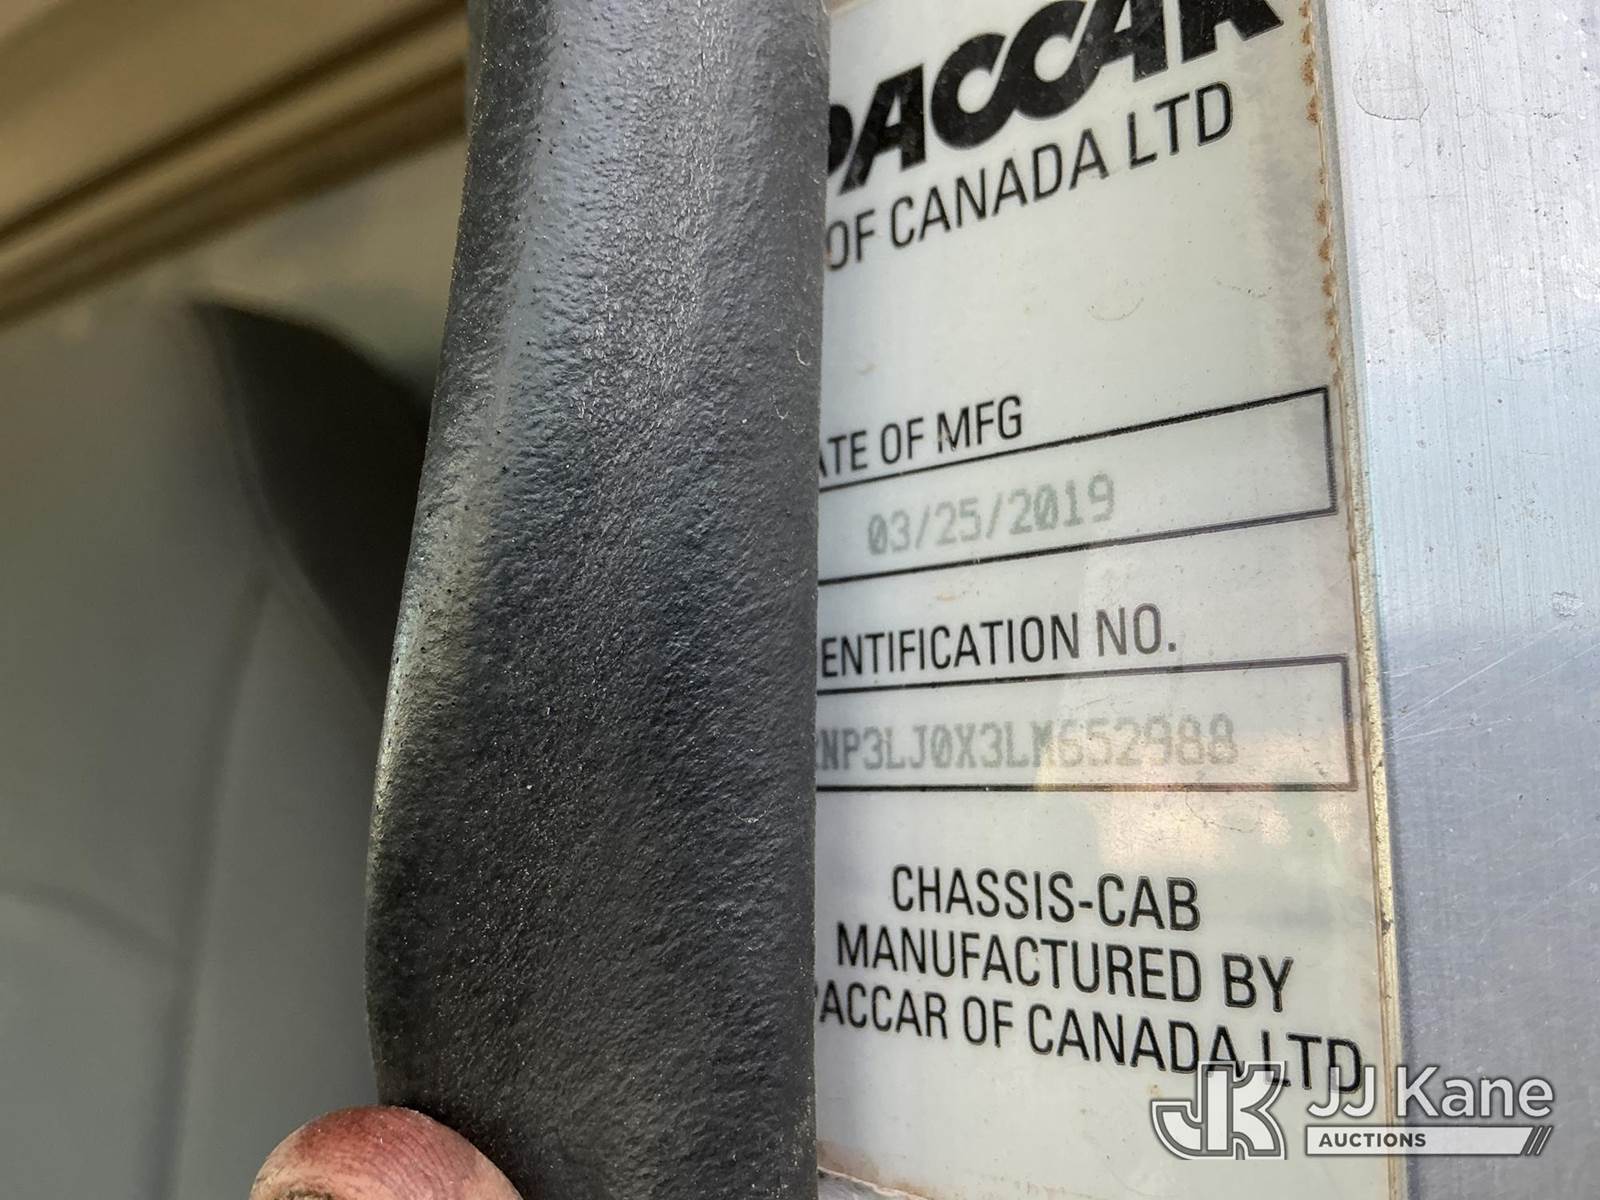 PACCAR
OF CANADA LTD
ATE OF MFG
03/25/2019
ENTIFICATION NO.
NP3LJ0X3LM652988
CHASSIS-CAB
MANUFACTURED BY
PACCAR OF CANADA LTD
JK JJ Kane
AUCTIONS